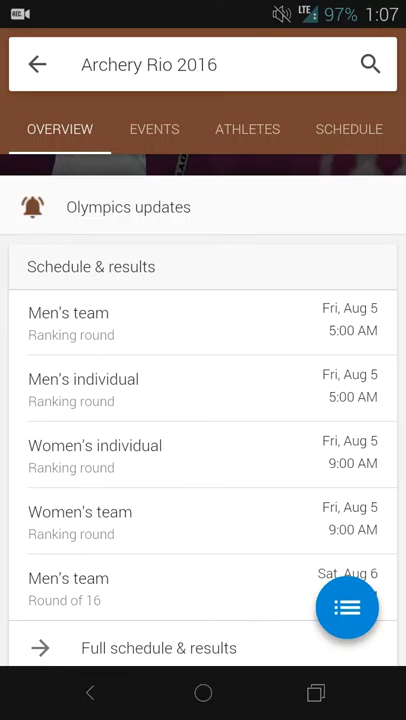 REC LTE 97% 1:07
Archery Rio 2016
OVERVIEW EVENTS ATHLETES SCHEDULE
Olympics updates
Schedule & results
Men's team Fri, Aug 5
Ranking round 5:00 AM
Men's individual Fri, Aug 5
Ranking round 5:00 AM
Women's individual Fri, Aug 5
Ranking round 9:00 AM
Women's team Fri, Aug 5
Ranking round 9:00 AM
Men's team Sat, Aug 6
Round of 16
Full schedule & results